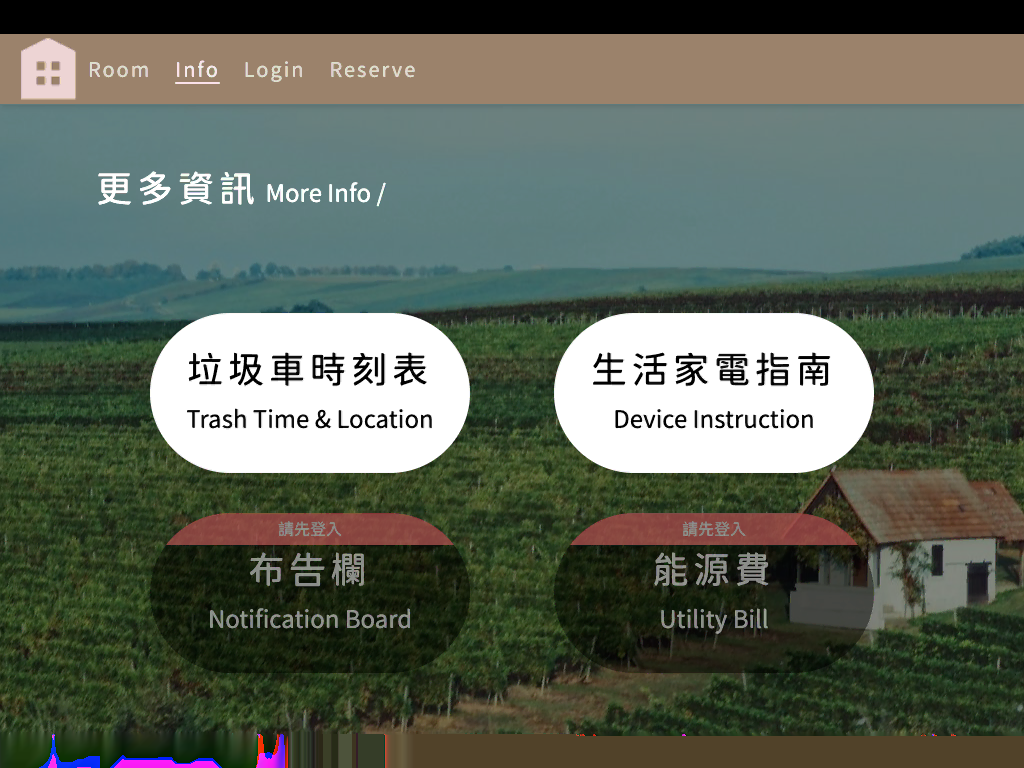 Room Info Login Reserve
更多資訊 More Info /
垃圾車時刻表
Trash Time & Location
生活家電指南
Device Instruction
請先登入
布告欄
Notification Board
請先登入
能源費
Utility Bill